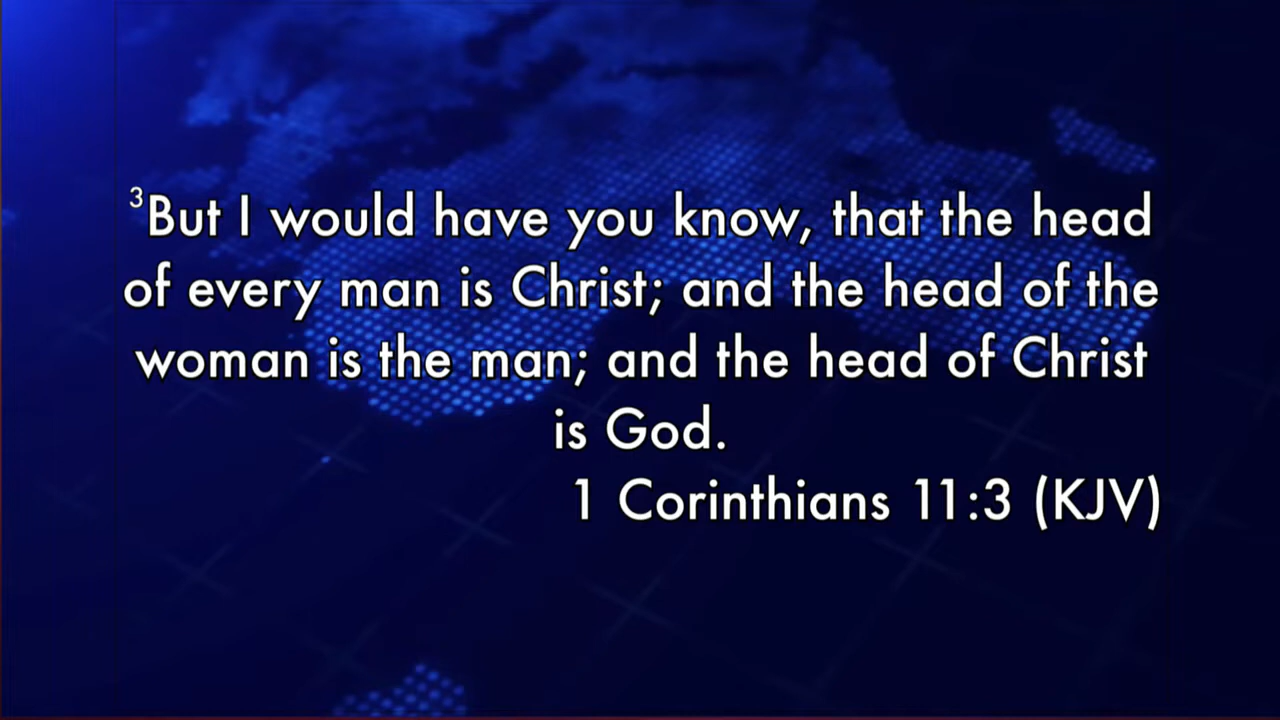 ³But I would have you know, that the head
of every man is Christ; and the head of the
woman is the man; and the head of Christ
is God.
1 Corinthians 11:3 (KJV)